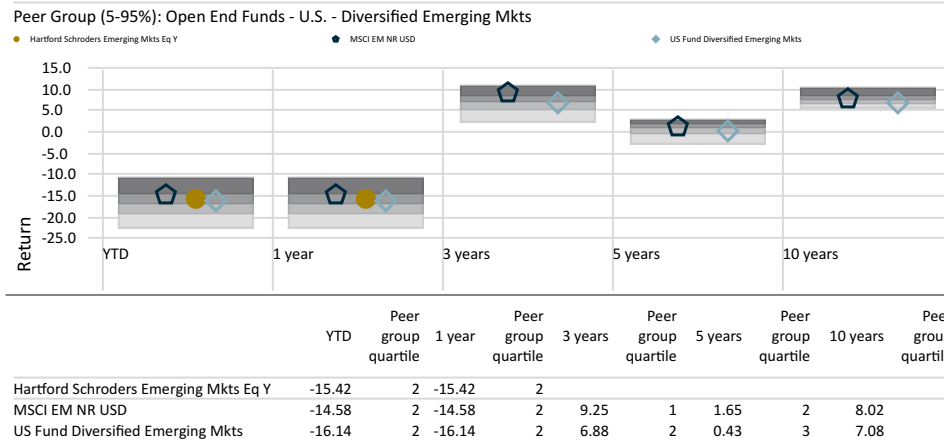 Peer Group (5-95%): Open End Funds - U.S. - Diversified Emerging Mkts
Hartford Schroders Emerging Mkts Eq Y MSCI EM NR USD US Fund Diversified Emerging Mkts
15.0
10.0
5.0
0.0
-5.0
-10.0
-15.0
-20.0
-25.0
Return
YTD 1 year 3 years 5 years 10 years
YTD Peer group quartile 1 year Peer group quartile 3 years Peer group quartile 5 years Peer group quartile 10 years
Hartford Schroders Emerging Mkts Eq Y -15.42 2 -15.42 2
MSCI EM NR USD -14.58 2 -14.58 2 9.25 1 1.65 2 8.02
US Fund Diversified Emerging Mkts -16.14 2 -16.14 2 6.88 2 0.43 3 7.08